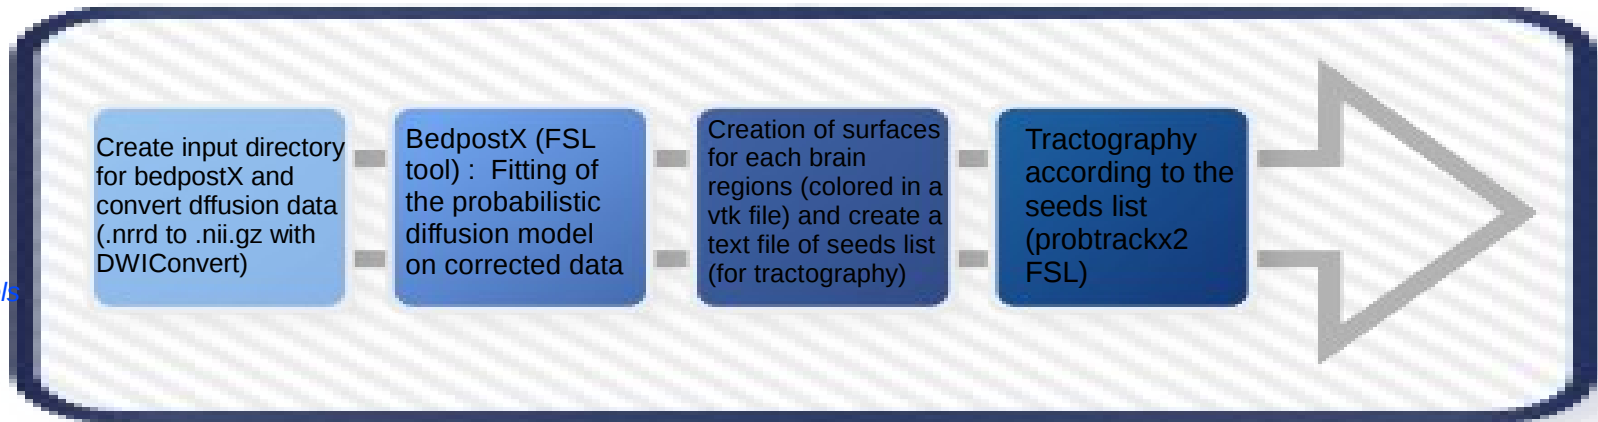 Create input directory
for bedpostX and
convert dffusion data
(.nrrd to .nii.gz with
DWIConvert)
BedpostX (FSL
tool) :  Fitting of
the probabilistic
diffusion model
on corrected data
Creation of surfaces
for each brain
regions (colored in a
vtk file) and create a
text file of seeds list
(for tractography)
Tractography
according to the
seeds list
(probtrackx2
FSL)